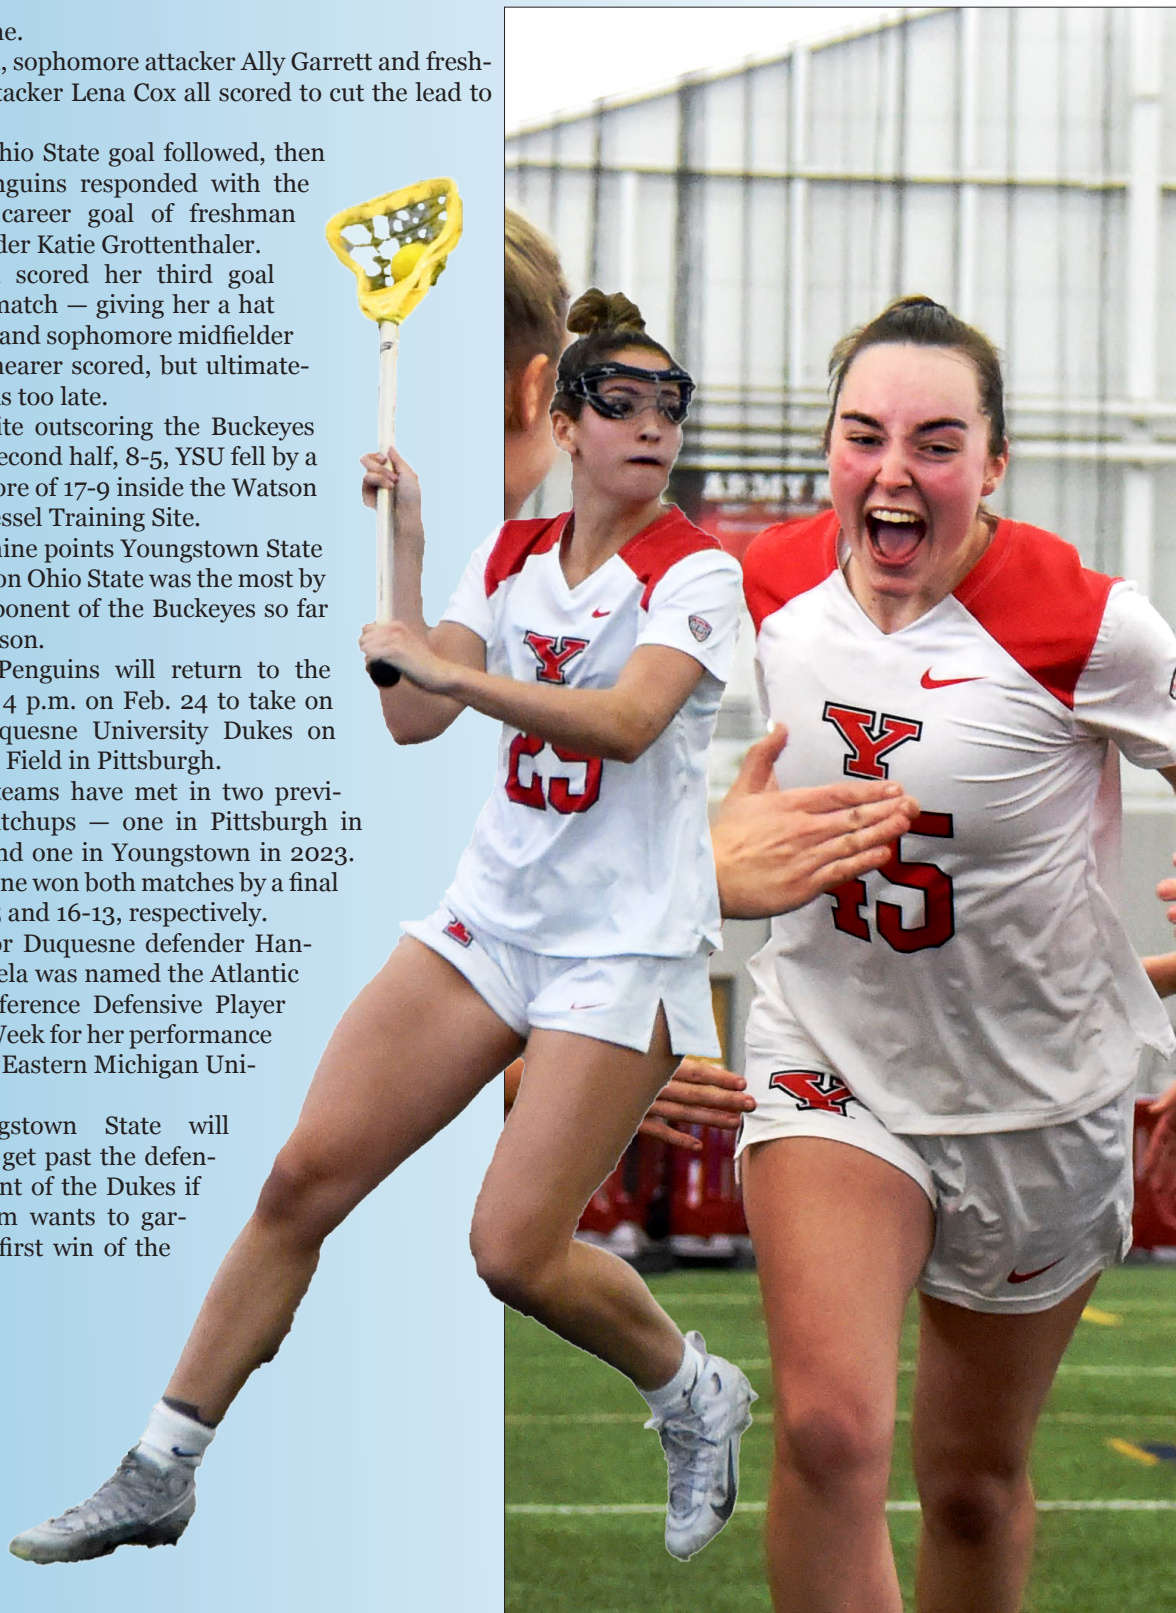 ne.
, sophomore attacker Ally Garrett and fresh-
tacker Lena Cox all scored to cut the lead to
hio State goal followed, then
nguins responded with the
career goal of freshman
der Katie Grottenthaler.
scored her third goal
match — giving her a hat
and sophomore midfielder
hearer scored, but ultimate-
s too late.
ite outscoring the Buckeyes
second half, 8-5, YSU fell by a
ore of 17-9 inside the Watson
essel Training Site.
nine points Youngstown State
on Ohio State was the most by
ponent of the Buckeyes so far
son.
Penguins will return to the
4 p.m. on Feb. 24 to take on
quesne University Dukes on
Field in Pittsburgh.
teams have met in two previ-
tchups — one in Pittsburgh in
nd one in Youngstown in 2023.
ne won both matches by a final
and 16-13, respectively.
or Duquesne defender Han-
ela was named the Atlantic
ference Defensive Player
Week for her performance
Eastern Michigan Uni-
gstown State will
get past the defen-
nt of the Dukes if
m wants to gar-
first win of the
ARMY
Y
Y
45
Y